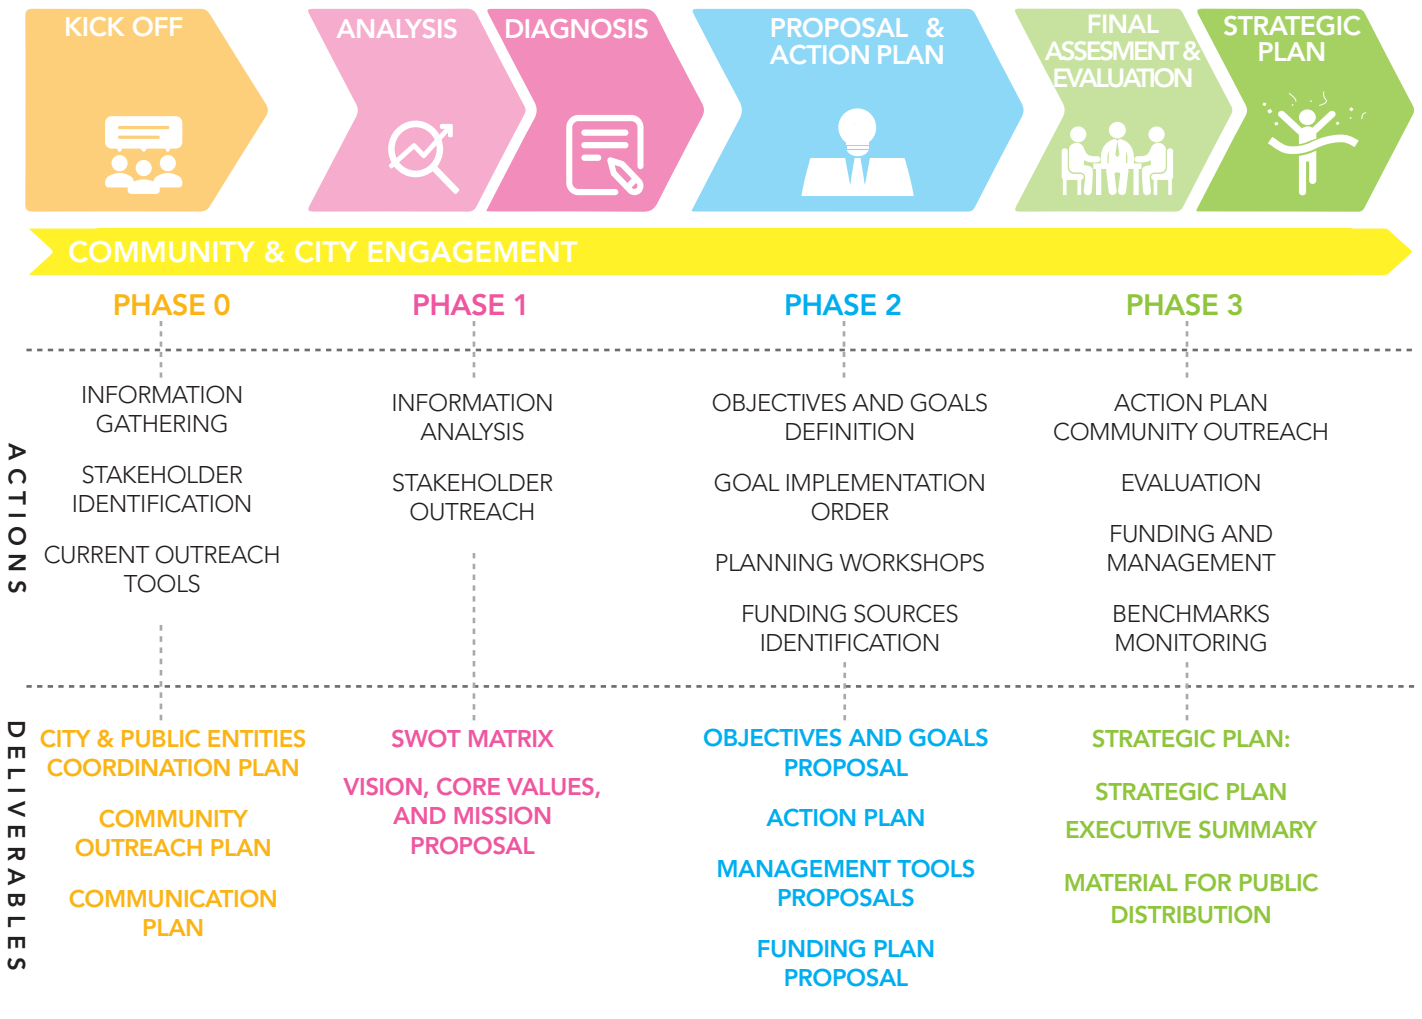 KICK OFF
ANALYSIS
DIAGNOSIS
PROPOSAL &
ACTION PLAN
FINAL
ASSESMENT &
EVALUATION
STRATEGIC
PLAN
COMMUNITY & CITY ENGAGEMENT
PHASE 0
PHASE 1
PHASE 2
PHASE 3
ACTIONS
INFORMATION
GATHERING
STAKEHOLDER
IDENTIFICATION
CURRENT OUTREACH
TOOLS
INFORMATION
ANALYSIS
STAKEHOLDER
OUTREACH
OBJECTIVES AND GOALS
DEFINITION
GOAL IMPLEMENTATION
ORDER
PLANNING WORKSHOPS
FUNDING SOURCES
IDENTIFICATION
ACTION PLAN
COMMUNITY OUTREACH
EVALUATION
FUNDING AND
MANAGEMENT
BENCHMARKS
MONITORING
DELIVERABLES
CITY & PUBLIC ENTITIES
COORDINATION PLAN
COMMUNITY
OUTREACH PLAN
COMMUNICATION
PLAN
SWOT MATRIX
VISION, CORE VALUES,
AND MISSION
PROPOSAL
OBJECTIVES AND GOALS
PROPOSAL
ACTION PLAN
MANAGEMENT TOOLS
PROPOSALS
FUNDING PLAN
PROPOSAL
STRATEGIC PLAN:
STRATEGIC PLAN
EXECUTIVE SUMMARY
MATERIAL FOR PUBLIC
DISTRIBUTION